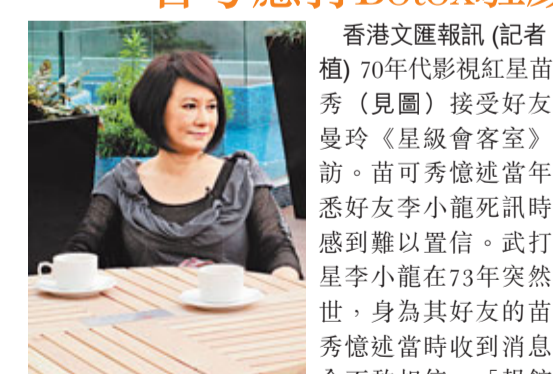 香港文匯報訊 (記者
植) 70年代影視紅星苗
秀（見圖）接受好友
曼玲《星級會客室》
訪。苗可秀憶述當年
悉好友李小龍死訊時
感到難以置信。武打
星李小龍在73年突然
世，身為其好友的苗
秀憶述當時收到消息